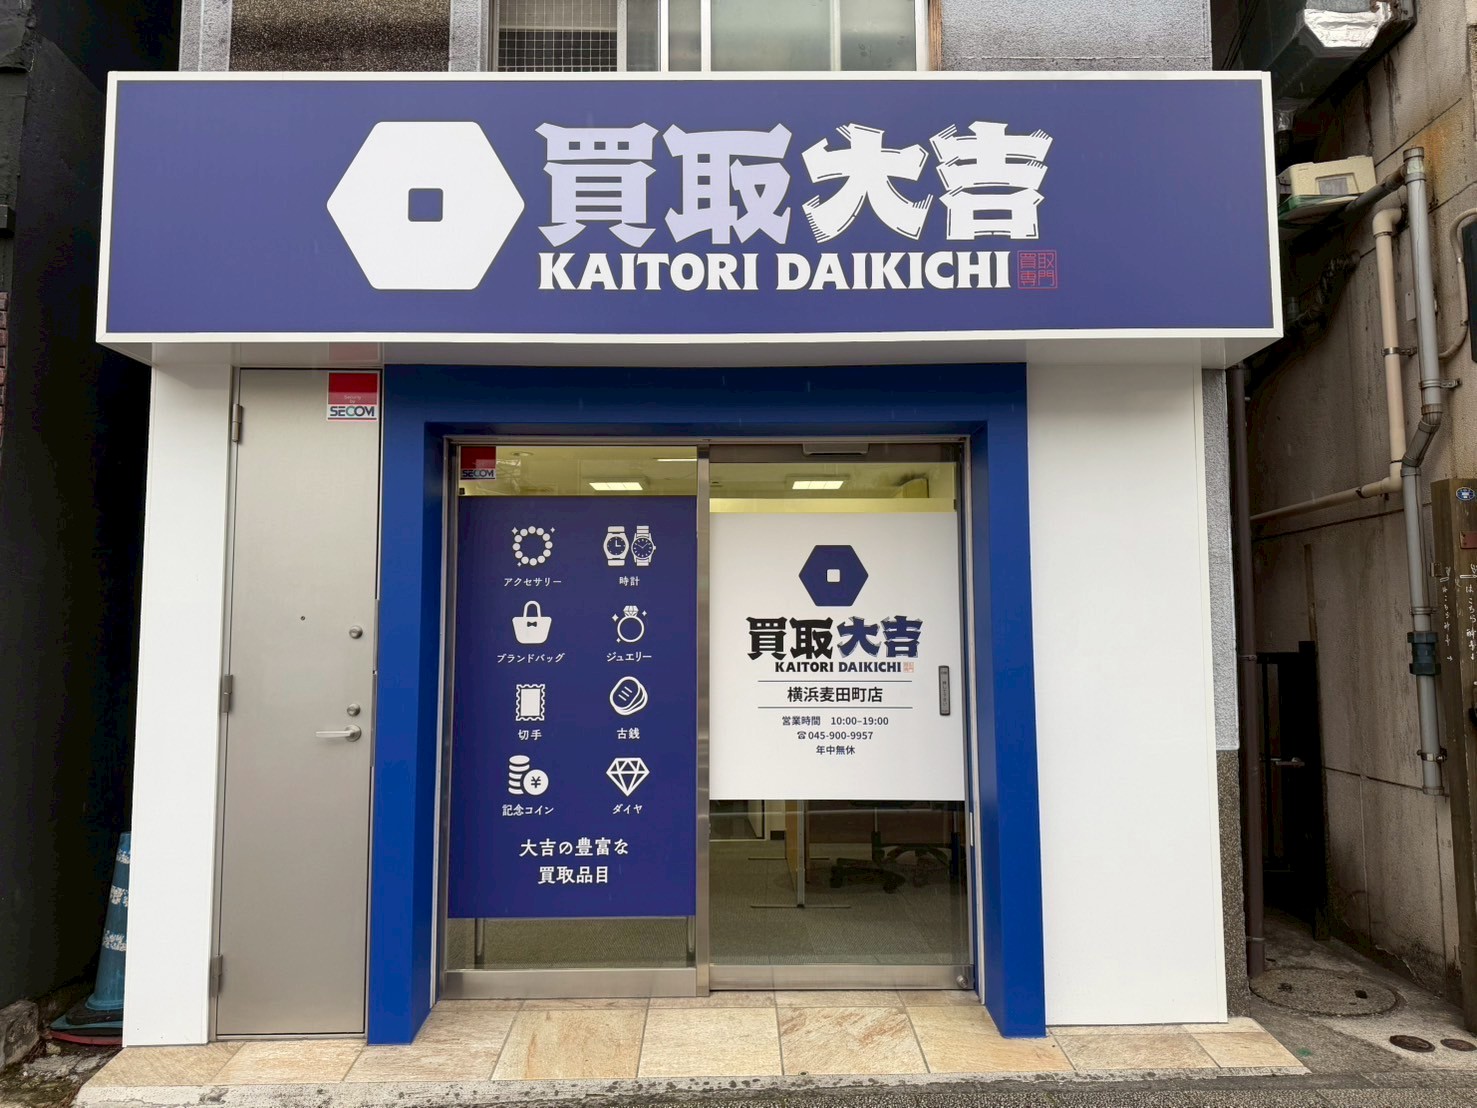 買取大吉
KAITORI DAIKICHI
買取
専門
SECOM
SECOM
アクセサリー
時計
ブランドバッグ
ジュエリー
切手
古銭
記念コイン
ダイヤ
大吉の豊富な
買取品目
買取大吉
KAITORI DAIKICHI
横浜麦田町店
営業時間 10:00-19:00
☎045-900-9957
年中無休